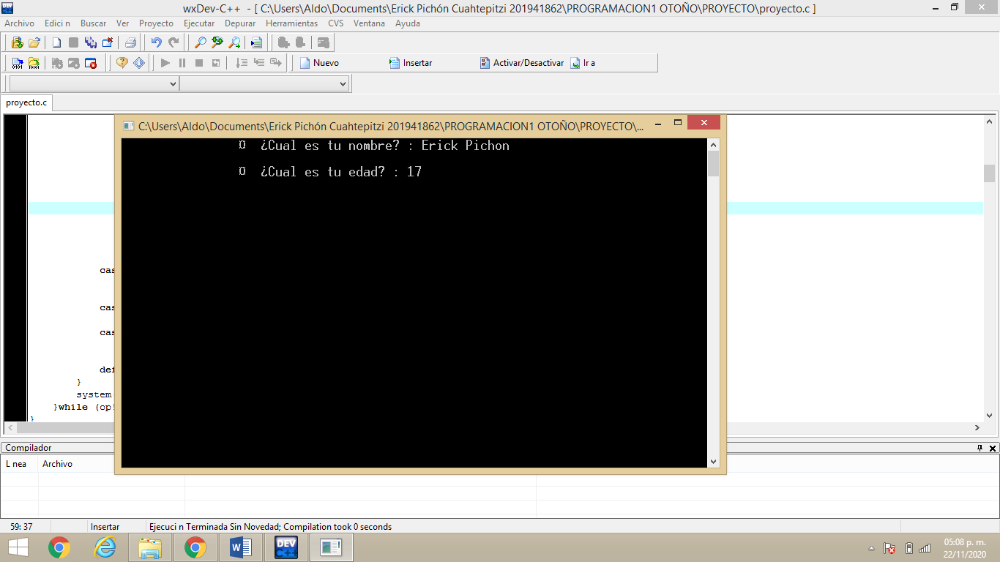 wxDev-C++ - [ C:\Users\Aldo\Documents\Erick Pichón Cuahtepitzi 201941862\PROGRAMACION1 OTOÑO\PROYECTO\proyecto.c ]
Archivo Edici n Buscar Ver Proyecto Ejecutar Depurar Herramientas CVS Ventana Ayuda
Nuevo Insertar Activar/Desactivar Ir a
proyecto.c
C:\Users\Aldo\Documents\Erick Pichón Cuahtepitzi 201941862\PROGRAMACION1 OTOÑO\PROYECTO\...
¤ ¿Cual es tu nombre? : Erick Pichon
¤ ¿Cual es tu edad? : 17
cas
cas
cas
def
}
system
}while (op!
}
Compilador
L nea Archivo
59: 37 Insertar Ejecuci n Terminada Sin Novedad; Compilation took 0 seconds
DEV C++
05:08 p. m.
22/11/2020